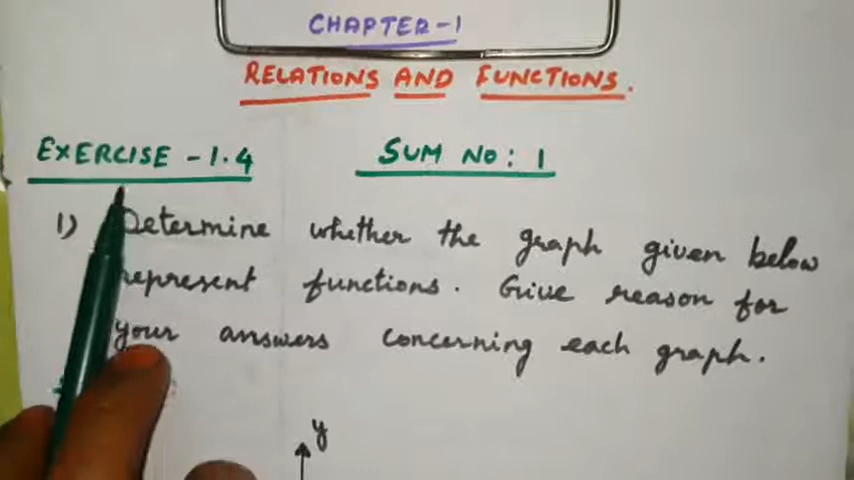 CHAPTER-1
RELATIONS AND FUNCTIONS.
EXERCISE - 1.4 SUM NO: 1
1) Determine whether the graph given below
represent functions. Give reason for
your answers concerning each graph.
y